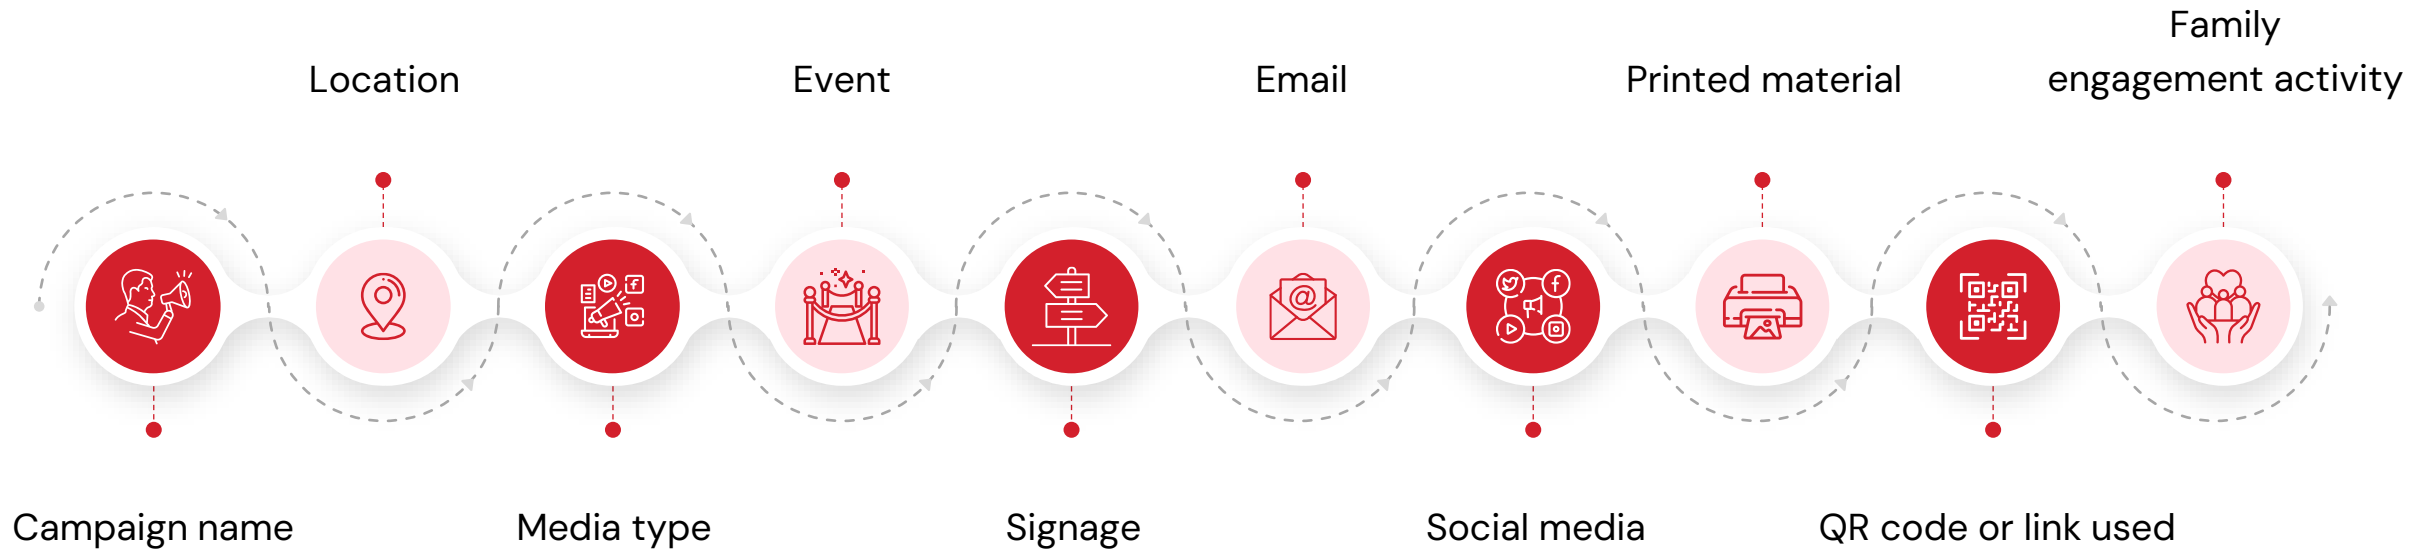 Family
engagement activity
Location
Event
Email
Printed material
Campaign name
Media type
Signage
Social media
QR code or link used